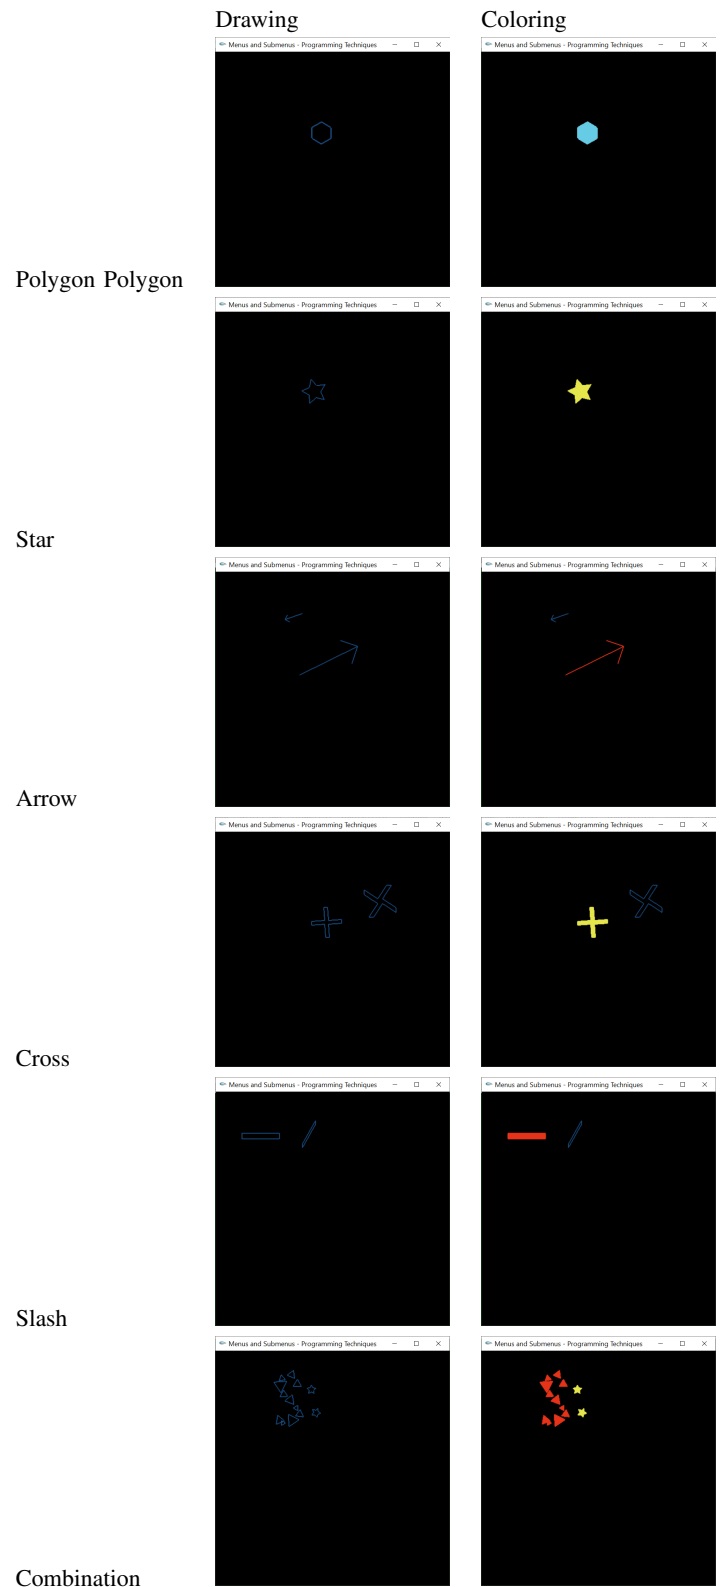 Drawing Coloring
Menus and Submenus - Programming Techniques Menus and Submenus - Programming Techniques
Polygon Polygon
Menus and Submenus - Programming Techniques Menus and Submenus - Programming Techniques
Star
Menus and Submenus - Programming Techniques Menus and Submenus - Programming Techniques
Arrow
Menus and Submenus - Programming Techniques Menus and Submenus - Programming Techniques
Cross
Menus and Submenus - Programming Techniques Menus and Submenus - Programming Techniques
Slash
Menus and Submenus - Programming Techniques Menus and Submenus - Programming Techniques
Combination